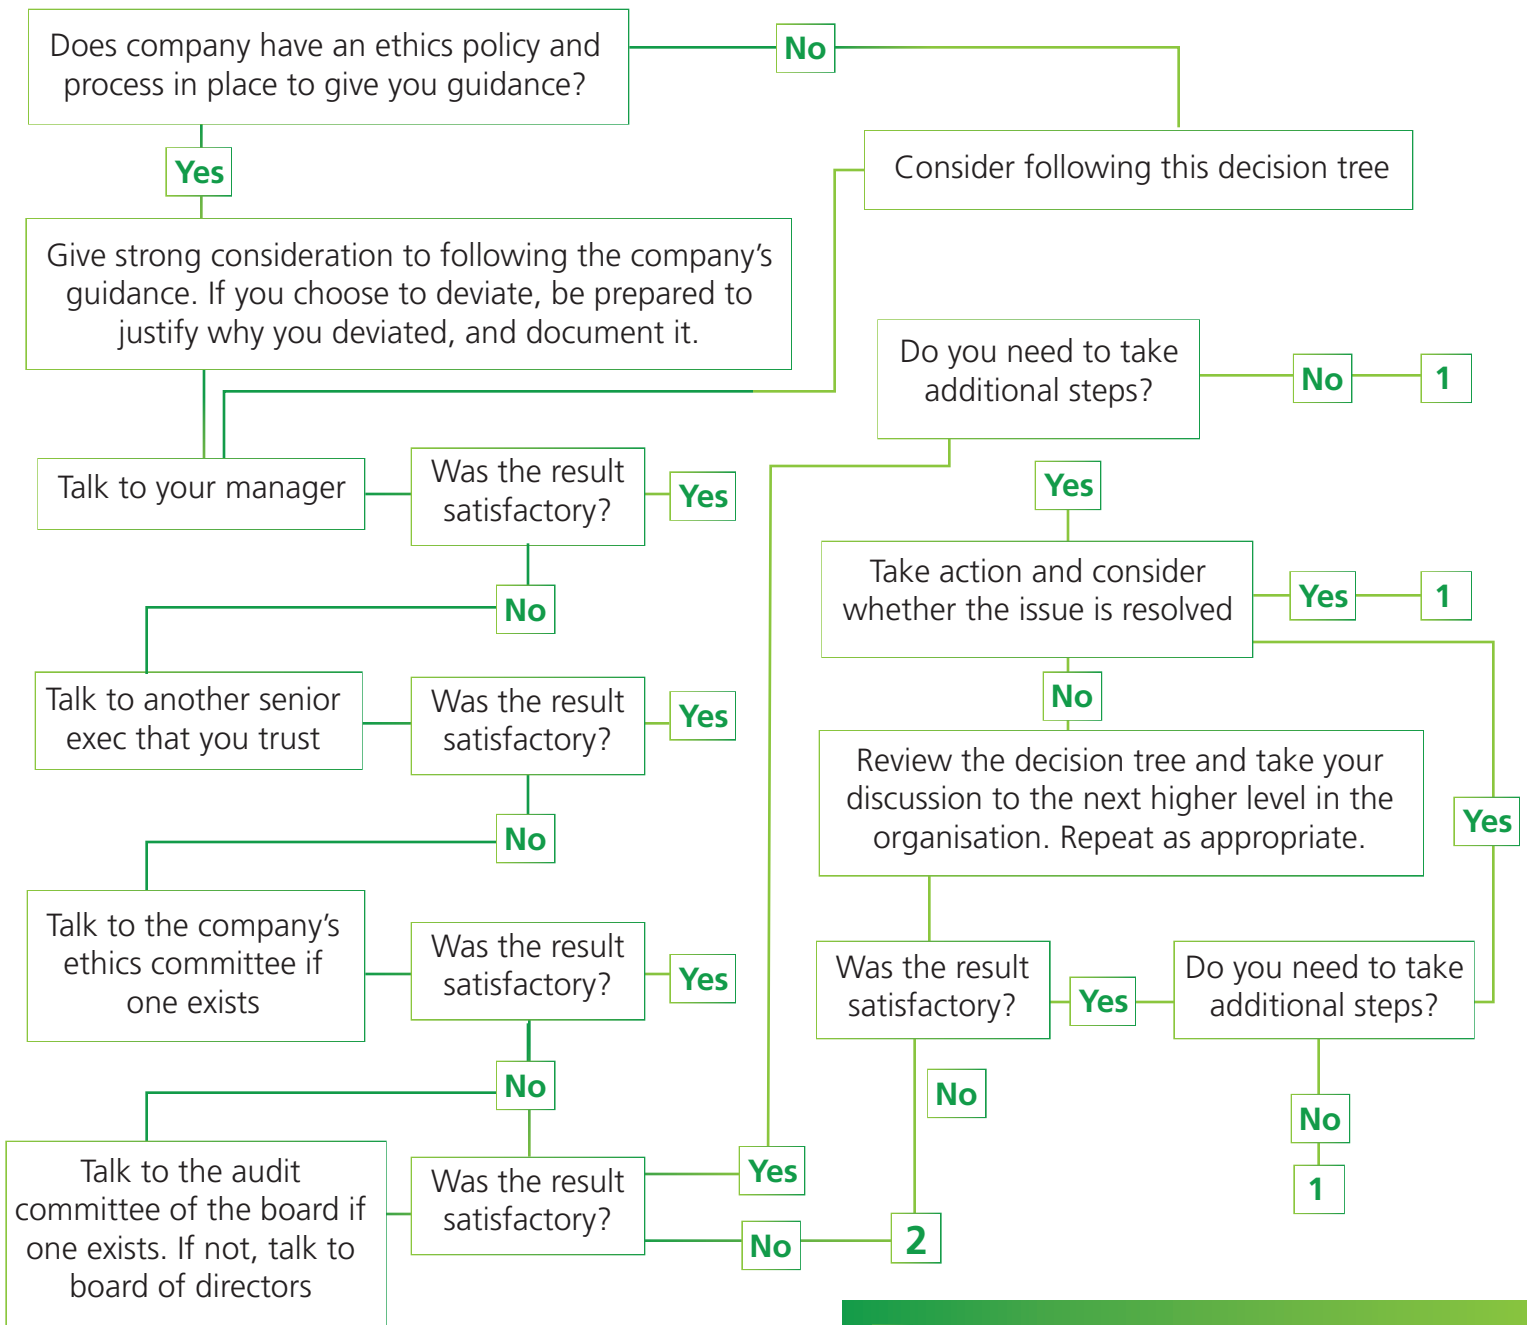 Does company have an ethics policy and
process in place to give you guidance?
No
Yes
Consider following this decision tree
Give strong consideration to following the company’s
guidance. If you choose to deviate, be prepared to
justify why you deviated, and document it.
Do you need to take
additional steps?
No
1
Talk to your manager
Was the result
satisfactory?
Yes
No
Yes
Take action and consider
whether the issue is resolved
Yes
1
No
Talk to another senior
exec that you trust
Was the result
satisfactory?
Yes
No
Review the decision tree and take your
discussion to the next higher level in the
organisation. Repeat as appropriate.
Yes
Talk to the company’s
ethics committee if
one exists
Was the result
satisfactory?
Yes
No
Was the result
satisfactory?
Yes
Do you need to take
additional steps?
No
No
1
Talk to the audit
committee of the board if
one exists. If not, talk to
board of directors
Was the result
satisfactory?
Yes
No
2